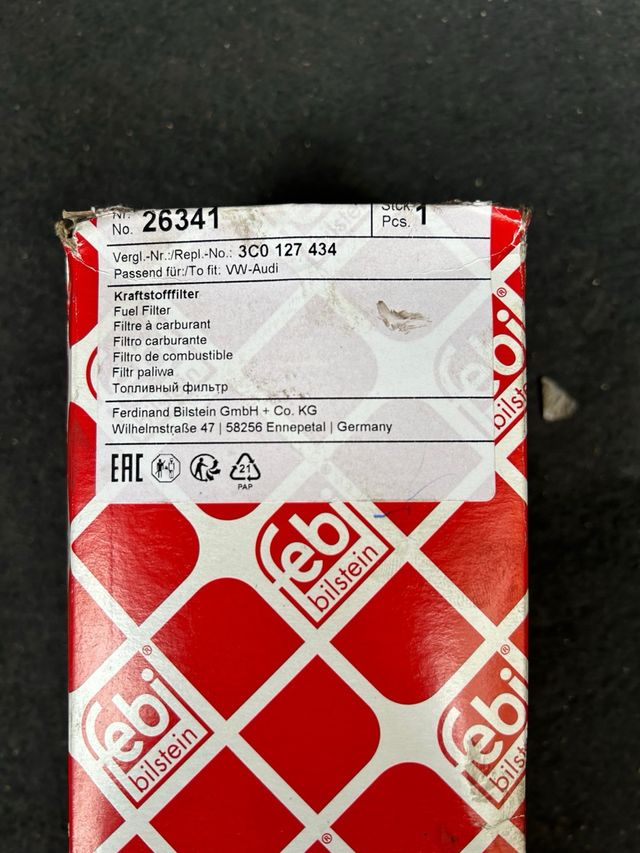 Nr.
No. 26341
Stck.
Pcs. 1
Vergl.-Nr.:/Repl.-No.: 3C0 127 434
Passend für:/To fit: VW-Audi
Kraftstofffilter
Fuel Filter
Filtre à carburant
Filtro carburante
Filtro de combustible
Filtr paliwa
Топливный фильтр
Ferdinand Bilstein GmbH + Co. KG
Wilhelmstraße 47 | 58256 Ennepetal | Germany
EAC
21
PAP
febi
bilstein
febi ®
bilstein
febi ®
bilstein
febi ®
bilstein